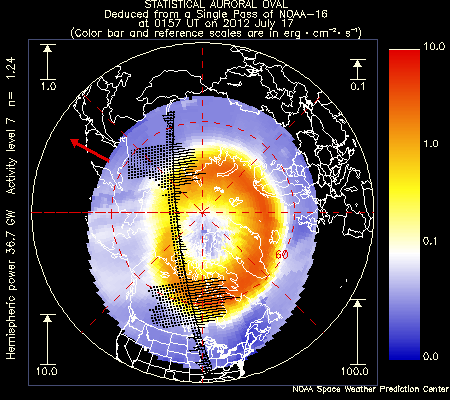 STATISTICAL AURORAL OVAL
Deduced from a Single Pass of NOAA-16
at 0157 UT on 2012 July 17
(Color bar and reference scales are in erg · cm⁻² · s⁻¹)
1.0
0.1
10.0
1.0
0.1
0.0
60
10.0
100.0
Hemispheric power 36.7 GW Activity level 7 n= 1.24
NOAA Space Weather Prediction Center